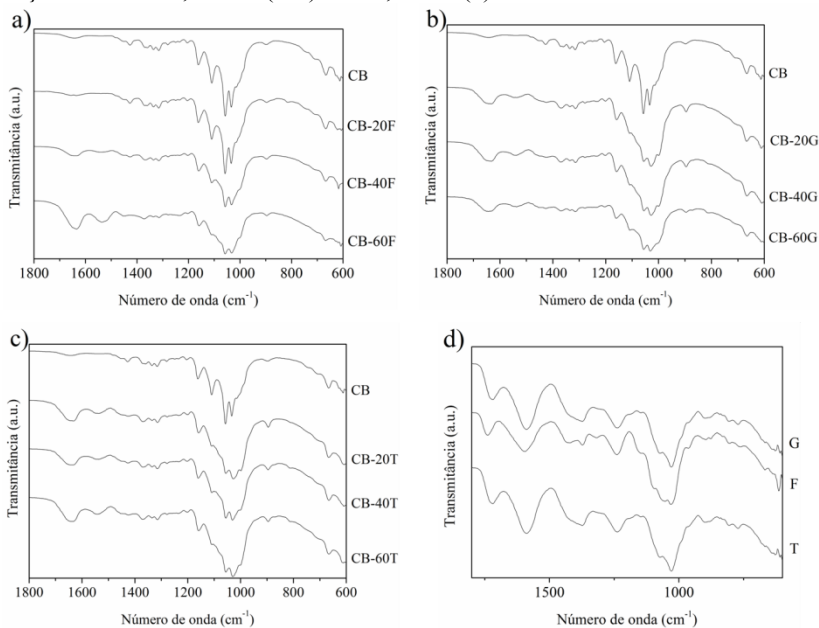 a)
Transmitância (a.u.)
CB
CB-20F
CB-40F
CB-60F
1800 1600 1400 1200 1000 800 600
Número de onda (cm⁻¹)
b)
Transmitância (a.u.)
CB
CB-20G
CB-40G
CB-60G
1800 1600 1400 1200 1000 800 600
Número de onda (cm⁻¹)
c)
Transmitância (a.u.)
CB
CB-20T
CB-40T
CB-60T
1800 1600 1400 1200 1000 800 600
Número de onda (cm⁻¹)
d)
Transmitância (a.u.)
G
F
T
1500 1000
Número de onda (cm⁻¹)